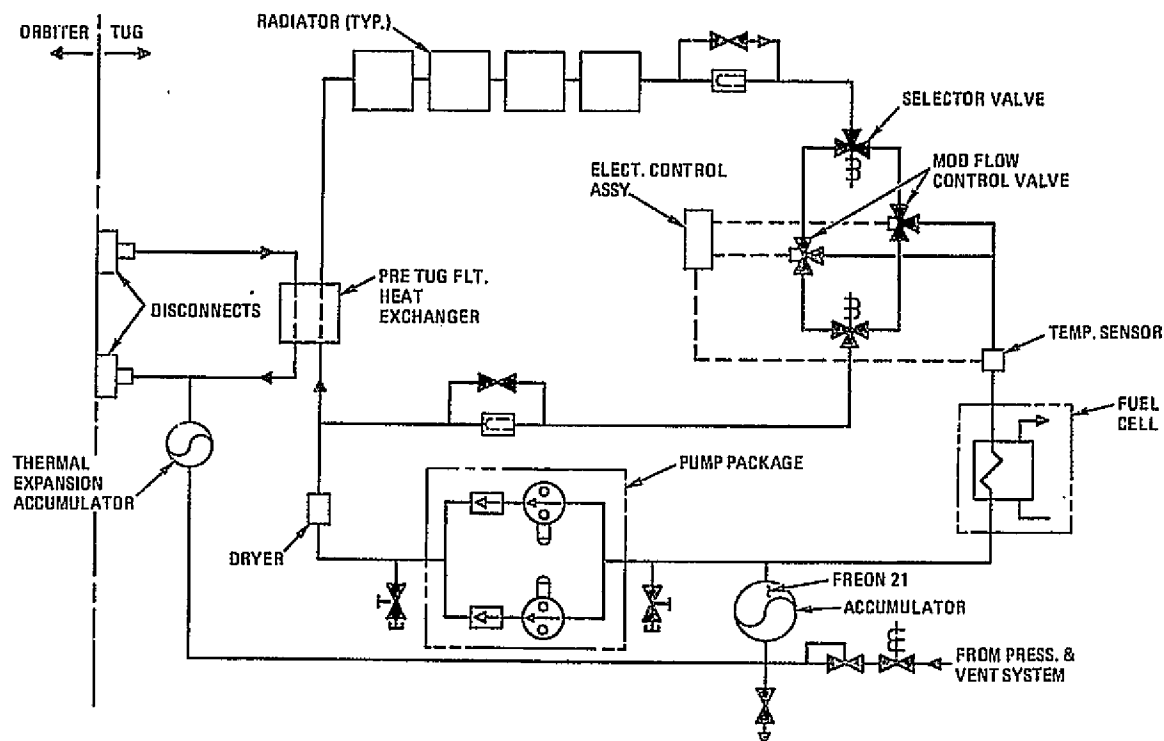 RADIATOR (TYP.)
ORBITER
TUG
SELECTOR VALVE
ELECT. CONTROL
ASSY.
MOD FLOW
CONTROL VALVE
PRE TUG FLT.
HEAT
EXCHANGER
DISCONNECTS
TEMP. SENSOR
FUEL
CELL
THERMAL
EXPANSION
ACCUMULATOR
PUMP PACKAGE
DRYER
FREON 21
ACCUMULATOR
FROM PRESS. &
VENT SYSTEM